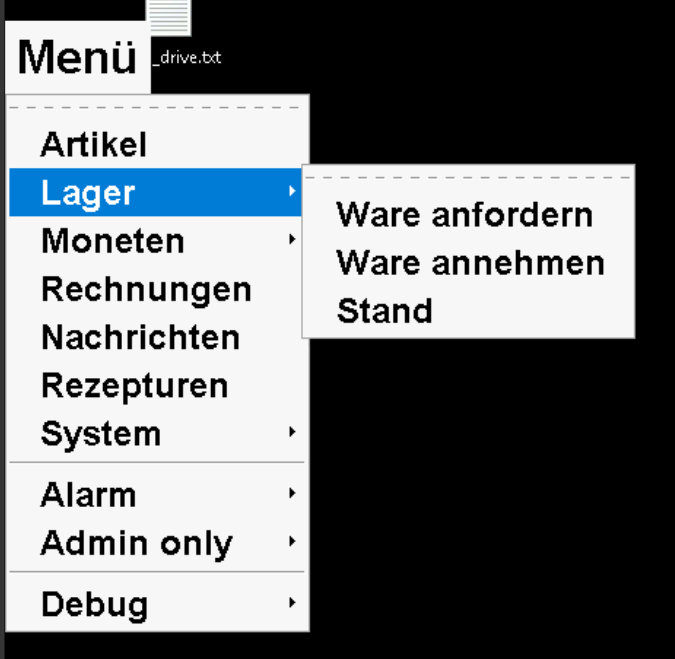 Menü
_drive.txt
Artikel
Lager
Moneten
Rechnungen
Nachrichten
Rezepturen
System
Alarm
Admin only
Debug
Ware anfordern
Ware annehmen
Stand